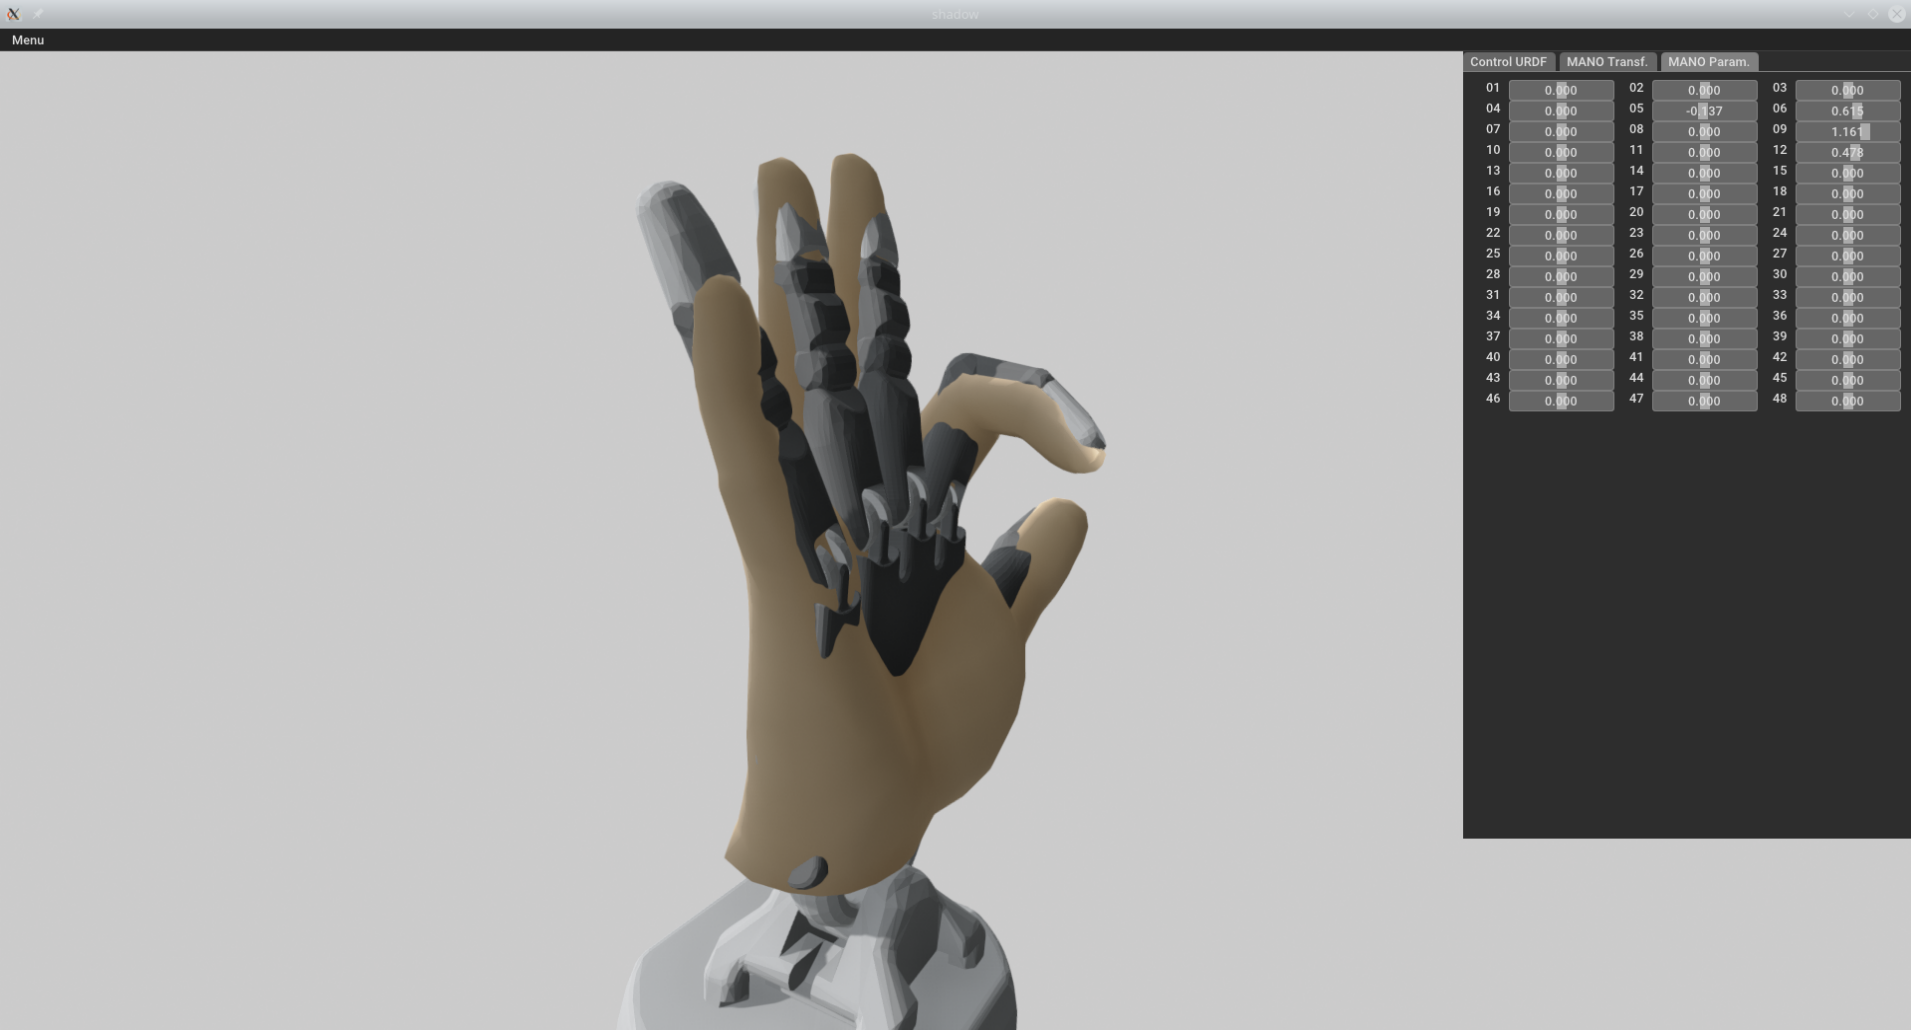 shadow
Menu
Control URDF MANO Transf. MANO Param.
01 0.000 02 0.000 03 0.000
04 0.000 05 -0.137 06 0.615
07 0.000 08 0.000 09 1.161
10 0.000 11 0.000 12 0.478
13 0.000 14 0.000 15 0.000
16 0.000 17 0.000 18 0.000
19 0.000 20 0.000 21 0.000
22 0.000 23 0.000 24 0.000
25 0.000 26 0.000 27 0.000
28 0.000 29 0.000 30 0.000
31 0.000 32 0.000 33 0.000
34 0.000 35 0.000 36 0.000
37 0.000 38 0.000 39 0.000
40 0.000 41 0.000 42 0.000
43 0.000 44 0.000 45 0.000
46 0.000 47 0.000 48 0.000